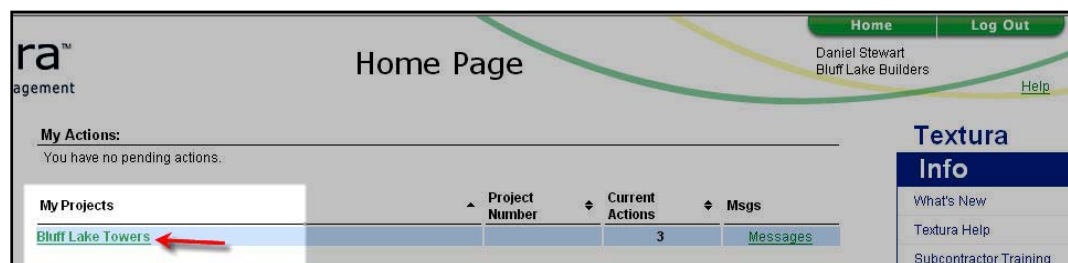 Home Log Out
ra™
agement
Home Page
Daniel Stewart
Bluff Lake Builders
Help
My Actions:
You have no pending actions.
My Projects Project Number Current Actions Msgs
Bluff Lake Towers 3 Messages
Textura
Info
What's New
Textura Help
Subcontractor Training